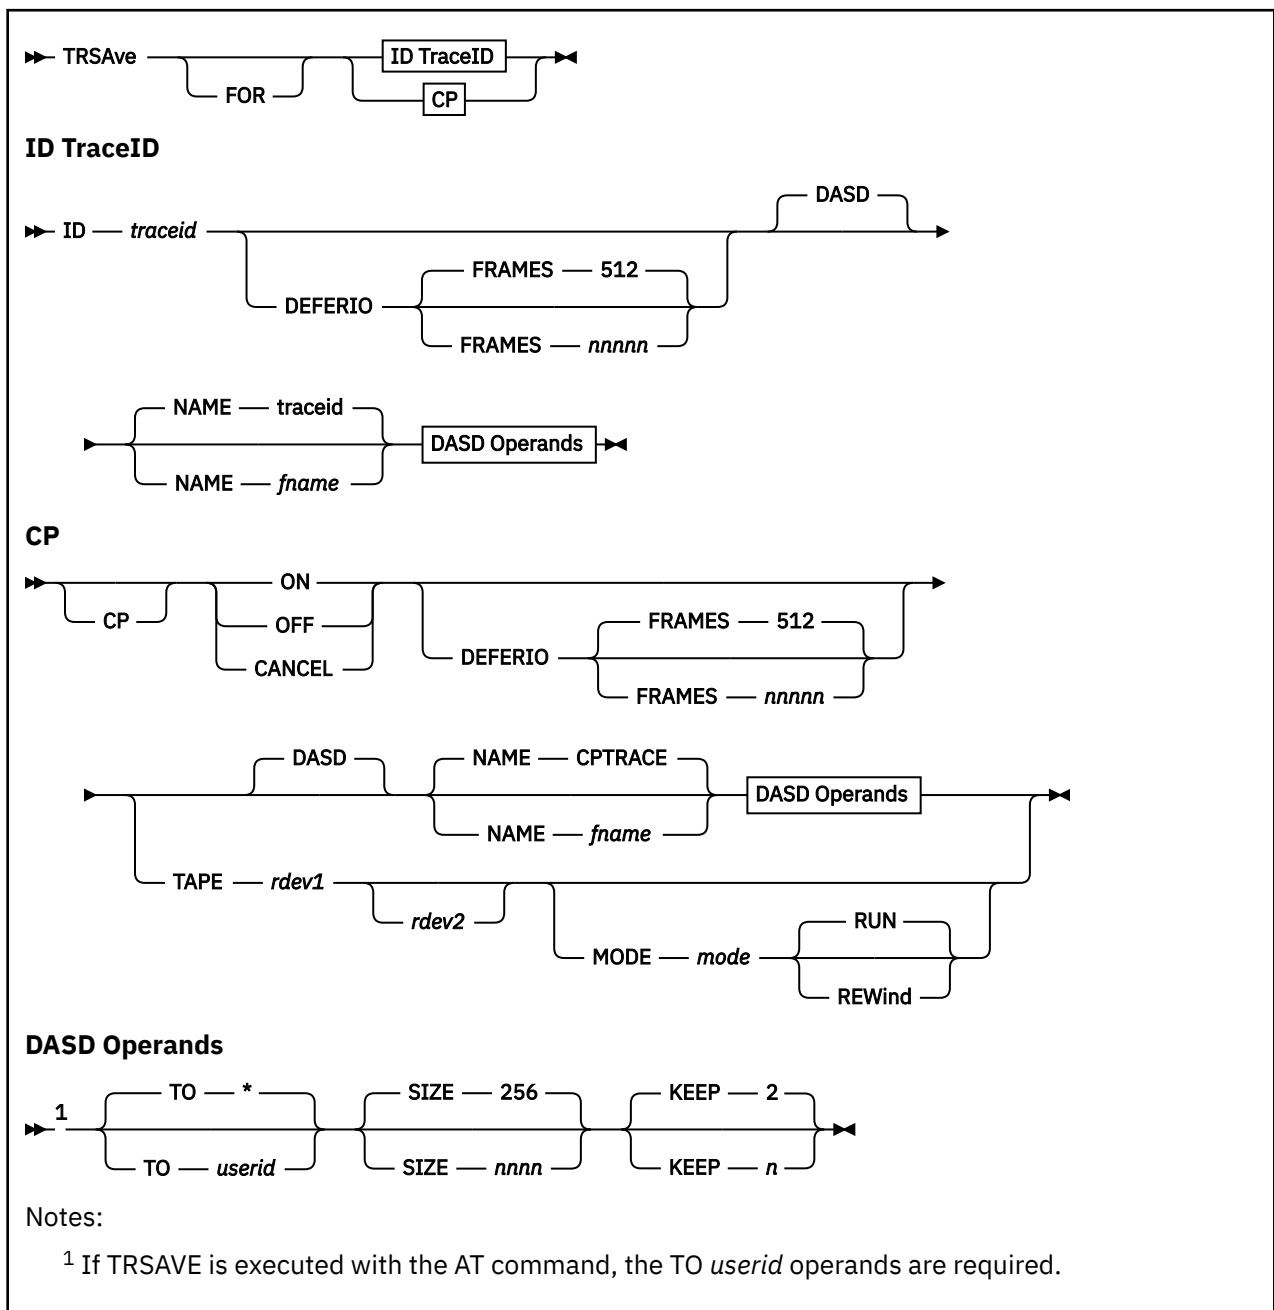 TRSAve FOR ID TraceID
CP
ID TraceID
DASD
ID traceid
FRAMES 512
DEFERIO
FRAMES nnnnn
NAME traceid
DASD Operands
NAME fname
CP
ON
CP OFF
CANCEL
FRAMES 512
DEFERIO
FRAMES nnnnn
DASD NAME CPTRACE
DASD Operands
NAME fname
TAPE rdev1
rdev2
RUN
MODE mode
REWind
DASD Operands
TO * SIZE 256 KEEP 2
1
TO userid SIZE nnnn KEEP n
Notes:
1 If TRSAVE is executed with the AT command, the TO userid operands are required.